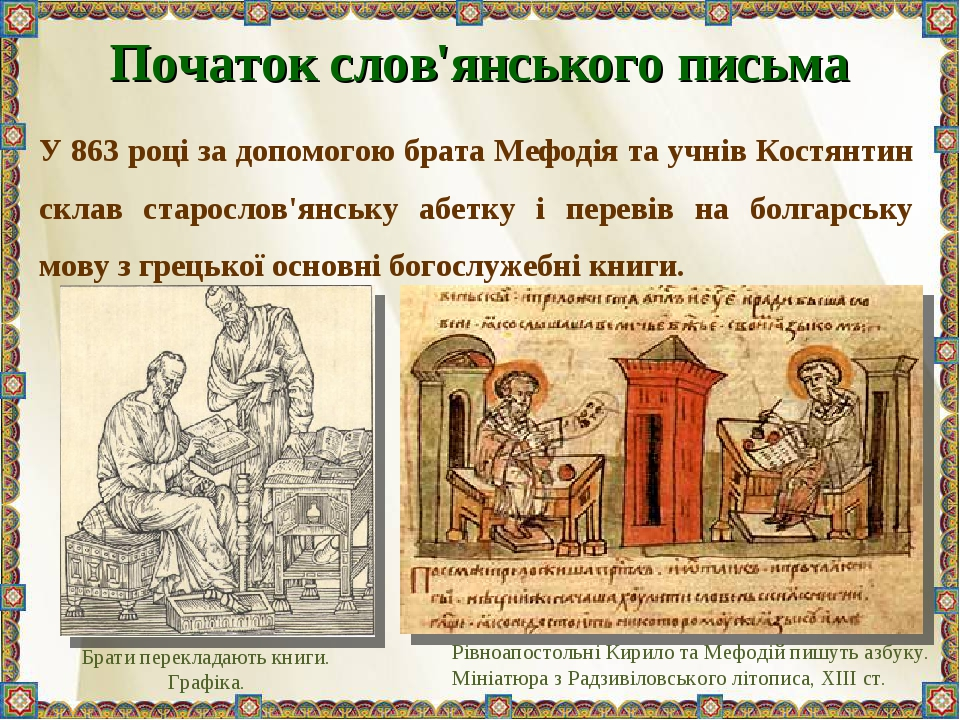 Початок слов'янського письма
У 863 році за допомогою брата Мефодія та учнів Костянтин
склав старослов'янську абетку і перевів на болгарську
мову з грецької основні богослужебні книги.
Брати перекладають книги.
Графіка.
Рівноапостольні Кирило та Мефодій пишуть азбуку.
Мініатюра з Радзивіловського літопису, XIII ст.